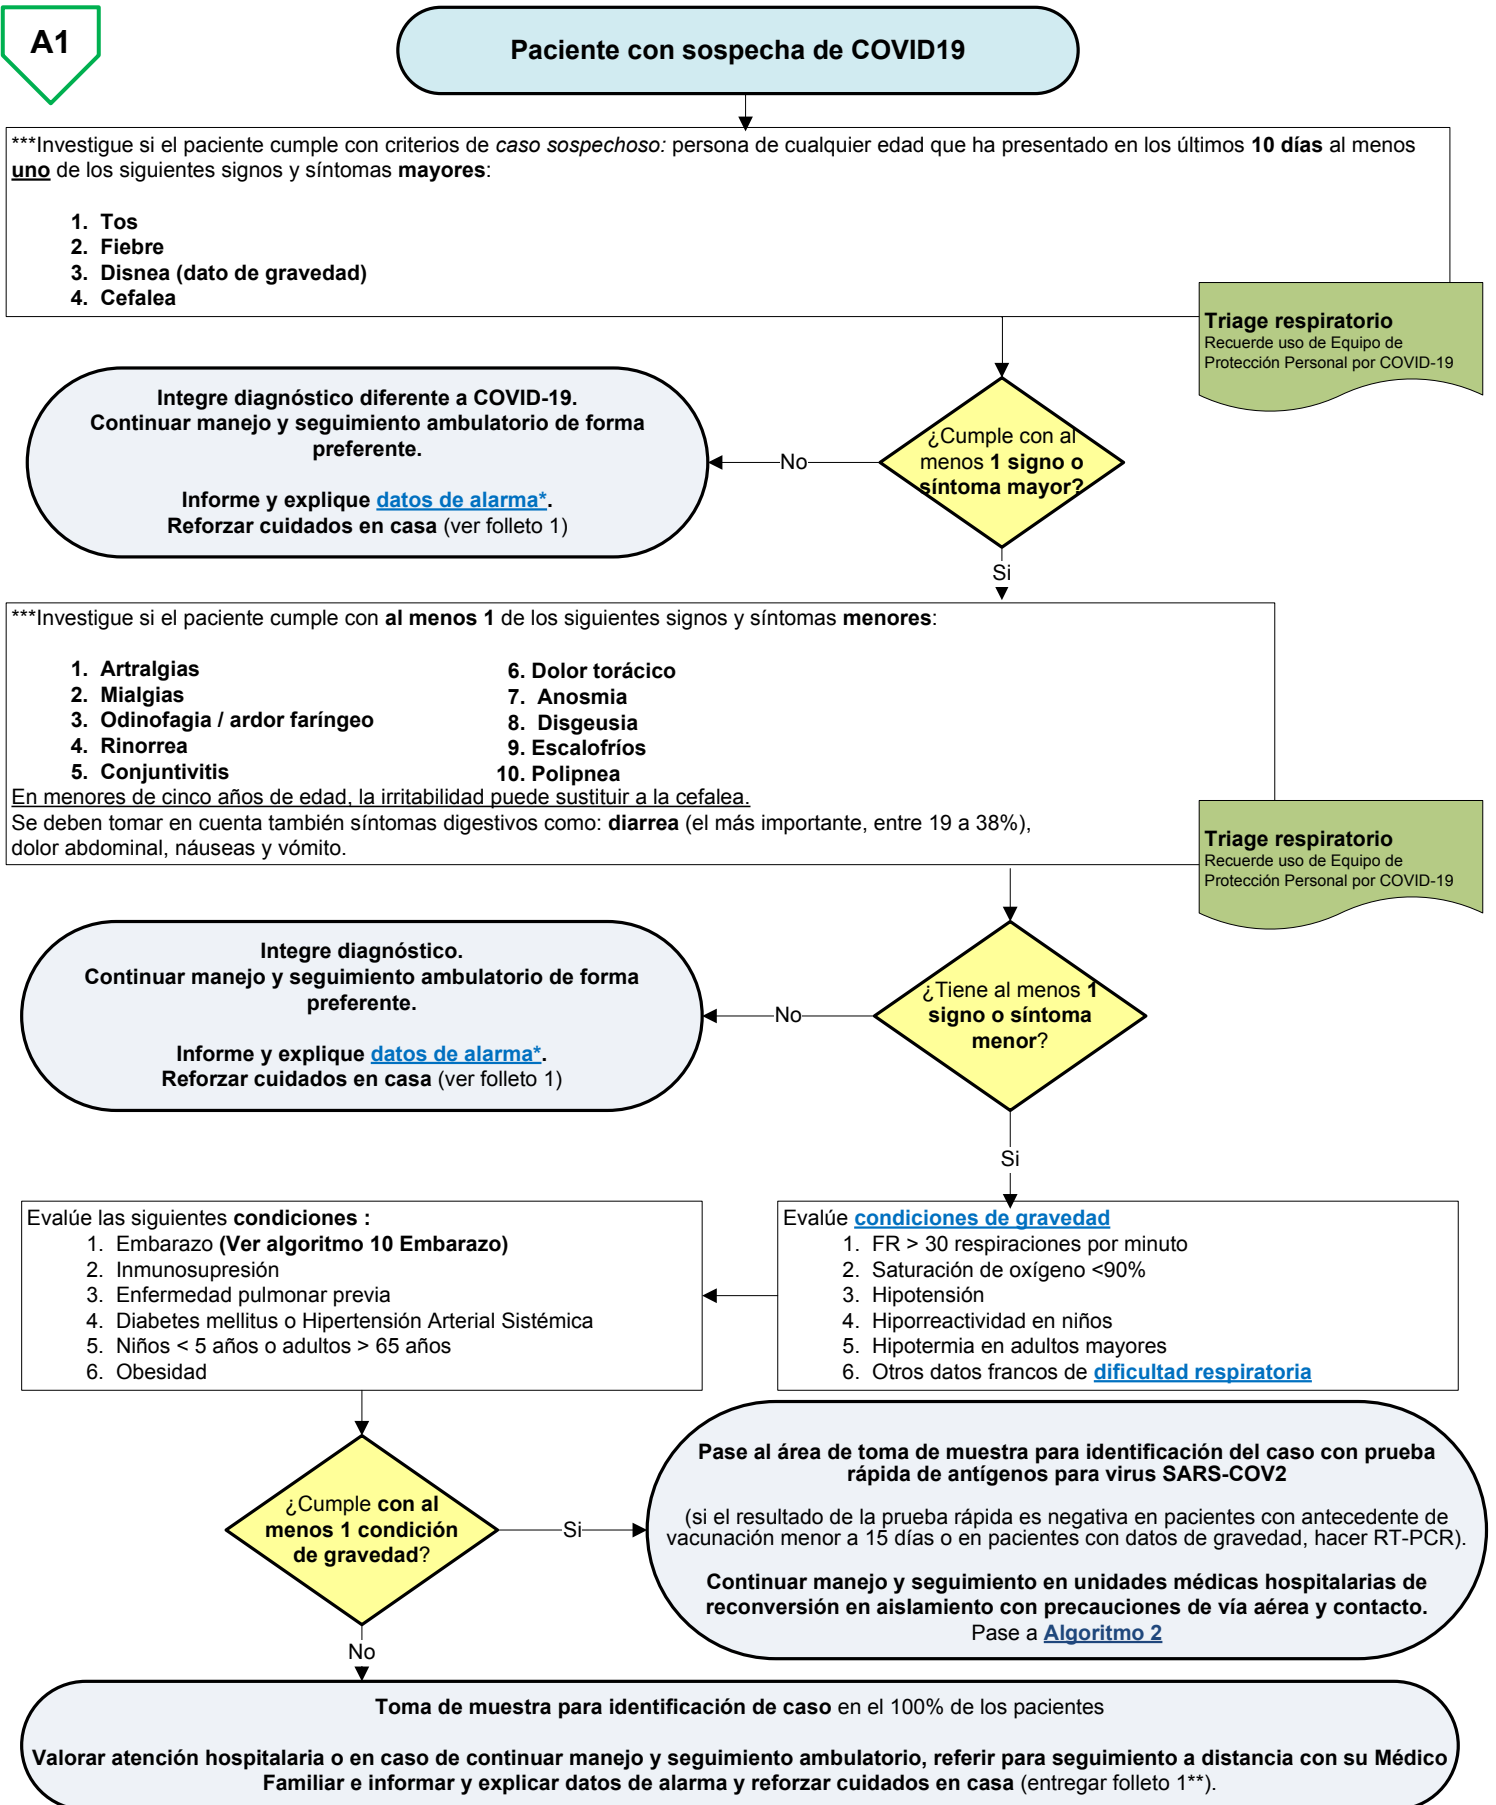 A1
Paciente con sospecha de COVID19
***Investigue si el paciente cumple con criterios de caso sospechoso: persona de cualquier edad que ha presentado en los últimos 10 días al menos
uno de los siguientes signos y síntomas mayores:
1. Tos
2. Fiebre
3. Disnea (dato de gravedad)
4. Cefalea
Triage respiratorio
Recuerde uso de Equipo de
Protección Personal por COVID-19
Integre diagnóstico diferente a COVID-19.
Continuar manejo y seguimiento ambulatorio de forma
preferente.
Informe y explique datos de alarma*.
Reforzar cuidados en casa (ver folleto 1)
No
¿Cumple con al
menos 1 signo o
síntoma mayor?
Si
***Investigue si el paciente cumple con al menos 1 de los siguientes signos y síntomas menores:
1. Artralgias
2. Mialgias
3. Odinofagia / ardor faríngeo
4. Rinorrea
5. Conjuntivitis
6. Dolor torácico
7. Anosmia
8. Disgeusia
9. Escalofríos
10. Polipnea
En menores de cinco años de edad, la irritabilidad puede sustituir a la cefalea.
Se deben tomar en cuenta también síntomas digestivos como: diarrea (el más importante, entre 19 a 38%),
dolor abdominal, náuseas y vómito.
Triage respiratorio
Recuerde uso de Equipo de
Protección Personal por COVID-19
Integre diagnóstico.
Continuar manejo y seguimiento ambulatorio de forma
preferente.
Informe y explique datos de alarma*.
Reforzar cuidados en casa (ver folleto 1)
No
¿Tiene al menos 1
signo o síntoma
menor?
Si
Evalúe las siguientes condiciones :
1. Embarazo (Ver algoritmo 10 Embarazo)
2. Inmunosupresión
3. Enfermedad pulmonar previa
4. Diabetes mellitus o Hipertensión Arterial Sistémica
5. Niños < 5 años o adultos > 65 años
6. Obesidad
Evalúe condiciones de gravedad
1. FR > 30 respiraciones por minuto
2. Saturación de oxígeno <90%
3. Hipotensión
4. Hiporreactividad en niños
5. Hipotermia en adultos mayores
6. Otros datos francos de dificultad respiratoria
¿Cumple con al
menos 1 condición
de gravedad?
Si
Pase al área de toma de muestra para identificación del caso con prueba
rápida de antígenos para virus SARS-COV2
(si el resultado de la prueba rápida es negativa en pacientes con antecedente de
vacunación menor a 15 días o en pacientes con datos de gravedad, hacer RT-PCR).
Continuar manejo y seguimiento en unidades médicas hospitalarias de
reconversión en aislamiento con precauciones de vía aérea y contacto.
Pase a Algoritmo 2
No
Toma de muestra para identificación de caso en el 100% de los pacientes
Valorar atención hospitalaria o en caso de continuar manejo y seguimiento ambulatorio, referir para seguimiento a distancia con su Médico
Familiar e informar y explicar datos de alarma y reforzar cuidados en casa (entregar folleto 1**).